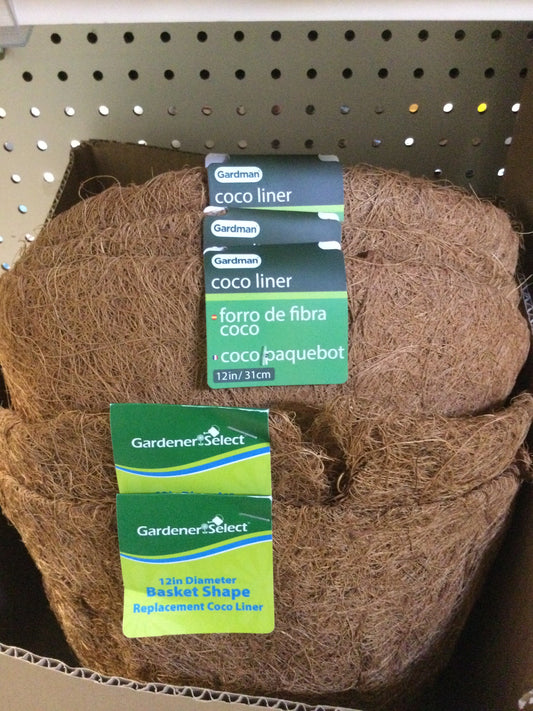 Gardman
coco liner
Gardman
Gardman
coco liner
forro de fibra
coco
coco paquebot
12in/31cm
Gardener Select
Gardener Select
12in Diameter
Basket Shape
Replacement Coco Liner